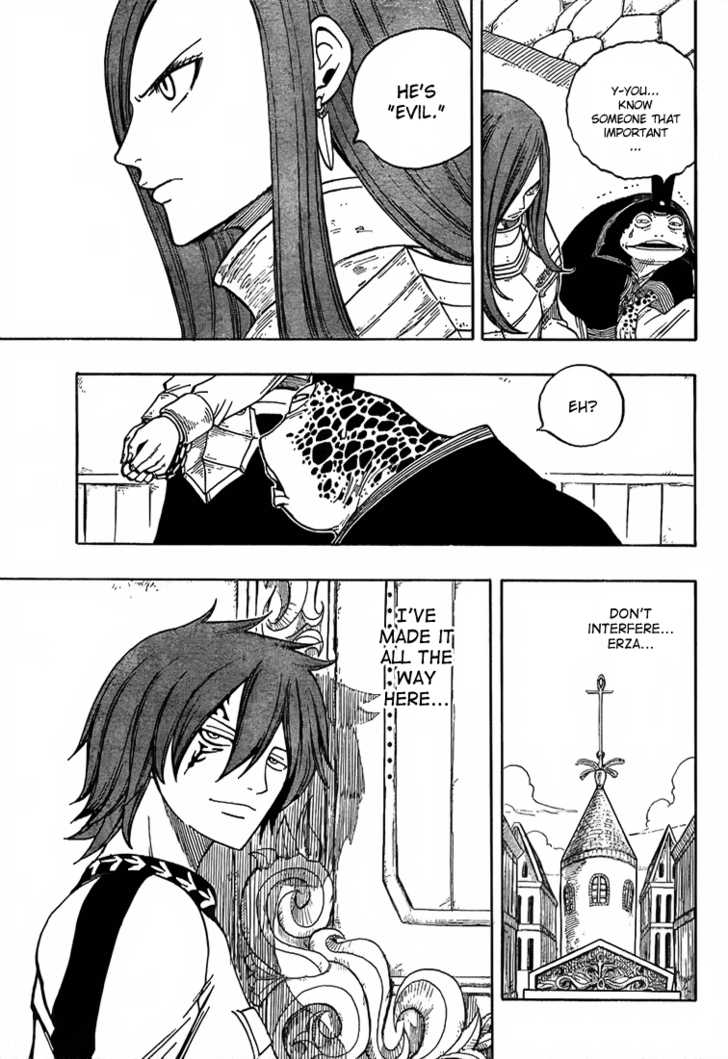 Y-YOU...
KNOW
SOMEONE THAT
IMPORTANT
...
HE'S
"EVIL."
EH?
DON'T
INTERFERE...
ERZA...
I'VE
MADE IT
ALL THE
WAY
HERE...